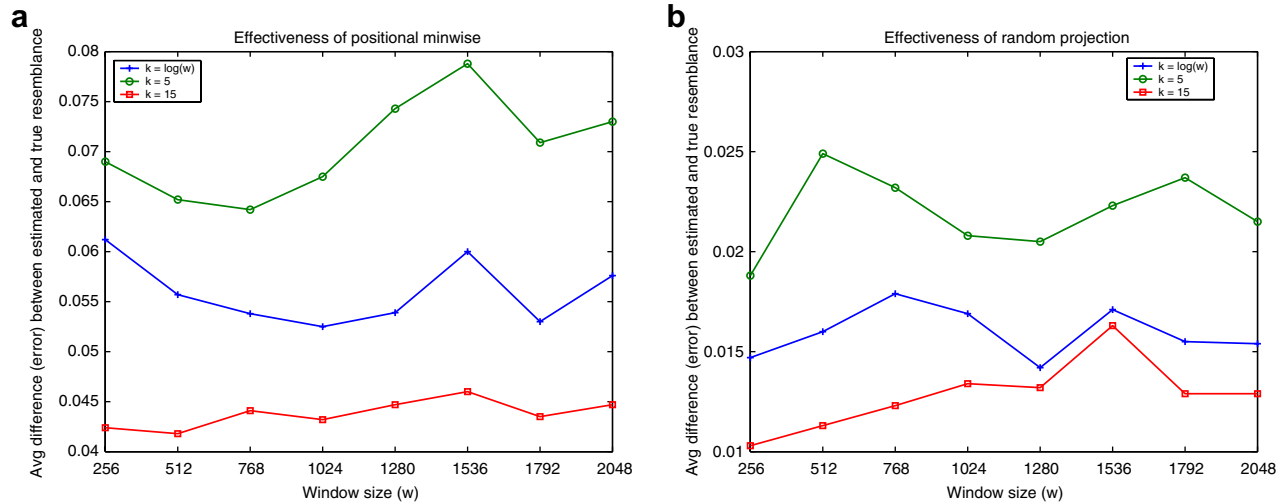 a
Effectiveness of positional minwise
Avg difference (error) between estimated and true resemblance
0.08
0.075
0.07
0.065
0.06
0.055
0.05
0.045
0.04
k = log(w)
k = 5
k = 15
256 512 768 1024 1280 1536 1792 2048
Window size (w)
b
Effectiveness of random projection
Avg difference (error) between estimated and true resemblance
0.03
0.025
0.02
0.015
0.01
k = log(w)
k = 5
k = 15
256 512 768 1024 1280 1536 1792 2048
Window size (w)